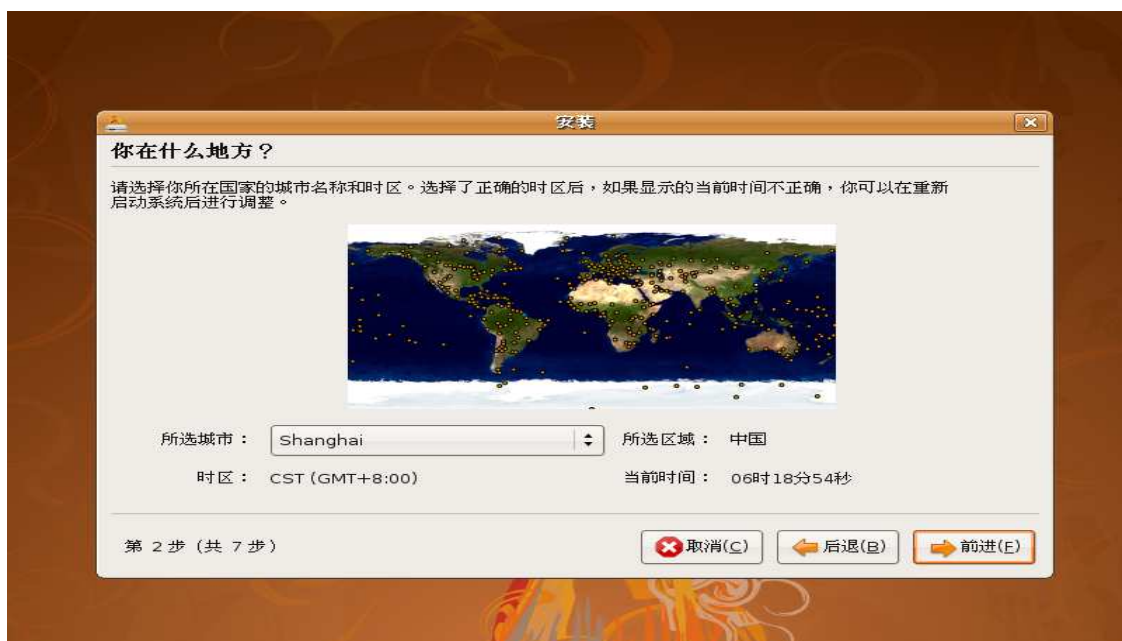 安装
你在什么地方？
请选择你所在国家的城市名称和时区。选择了正确的时区后，如果显示的当前时间不正确，你可以在重新
启动系统后进行调整。
所选城市： Shanghai 所选区域： 中国
时区： CST (GMT+8:00) 当前时间： 06时18分54秒
第 2 步 (共 7 步) 取消(C) 后退(B) 前进(F)